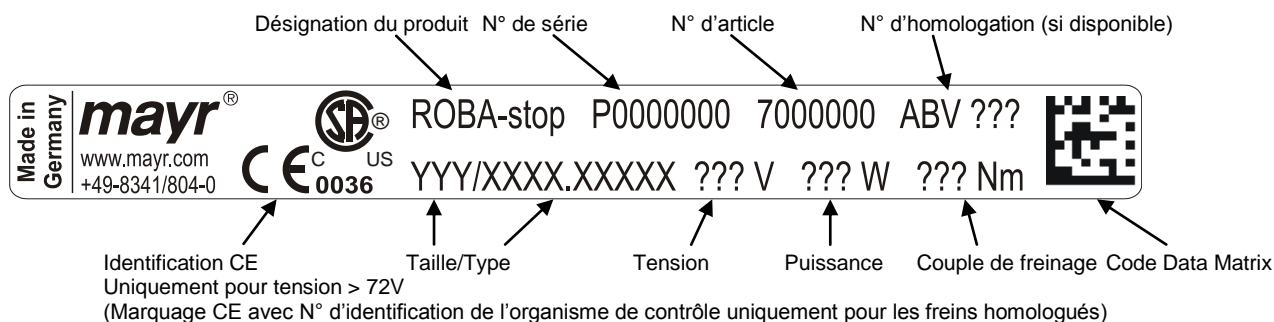 Désignation du produit N° de série N° d'article N° d'homologation (si disponible)
Made in Germany
mayr®
www.mayr.com
+49-8341/804-0
CE 0036
C SA ® US
ROBA-stop P0000000 7000000 ABV ???
YYY/XXXX.XXXXX ??? V ??? W ??? Nm
Identification CE Taille/Type Tension Puissance Couple de freinage Code Data Matrix
Uniquement pour tension > 72V
(Marquage CE avec N° d'identification de l'organisme de contrôle uniquement pour les freins homologués)